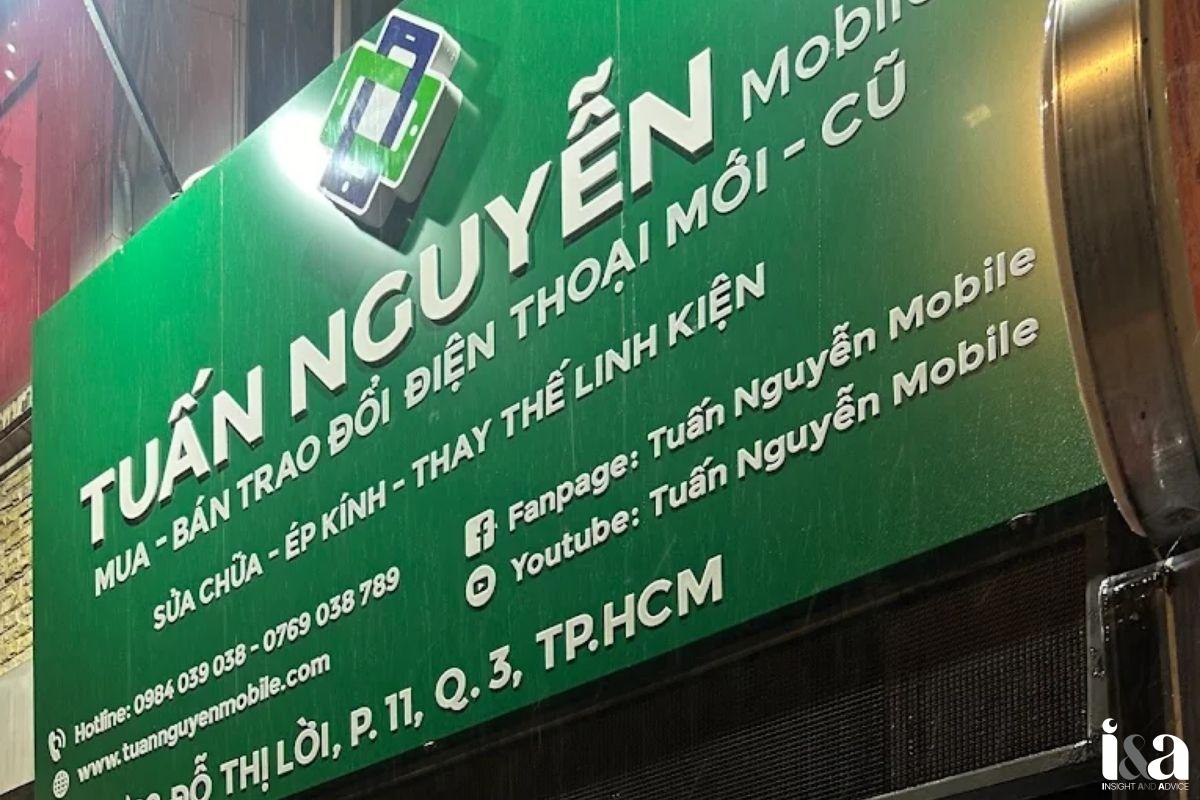 TUẤN NGUYỄN Mobile
MUA - BÁN TRAO ĐỔI ĐIỆN THOẠI MỚI - CŨ
SỬA CHỮA - ÉP KÍNH - THAY THẾ LINH KIỆN
Fanpage: Tuấn Nguyễn Mobile
Youtube: Tuấn Nguyễn Mobile
Hotline: 0984 039 038 - 0769 038 789
www.tuannguyenmobile.com
ĐỖ THỊ LỜI, P. 11, Q. 3, TP.HCM
i&a
INSIGHT AND ADVICE